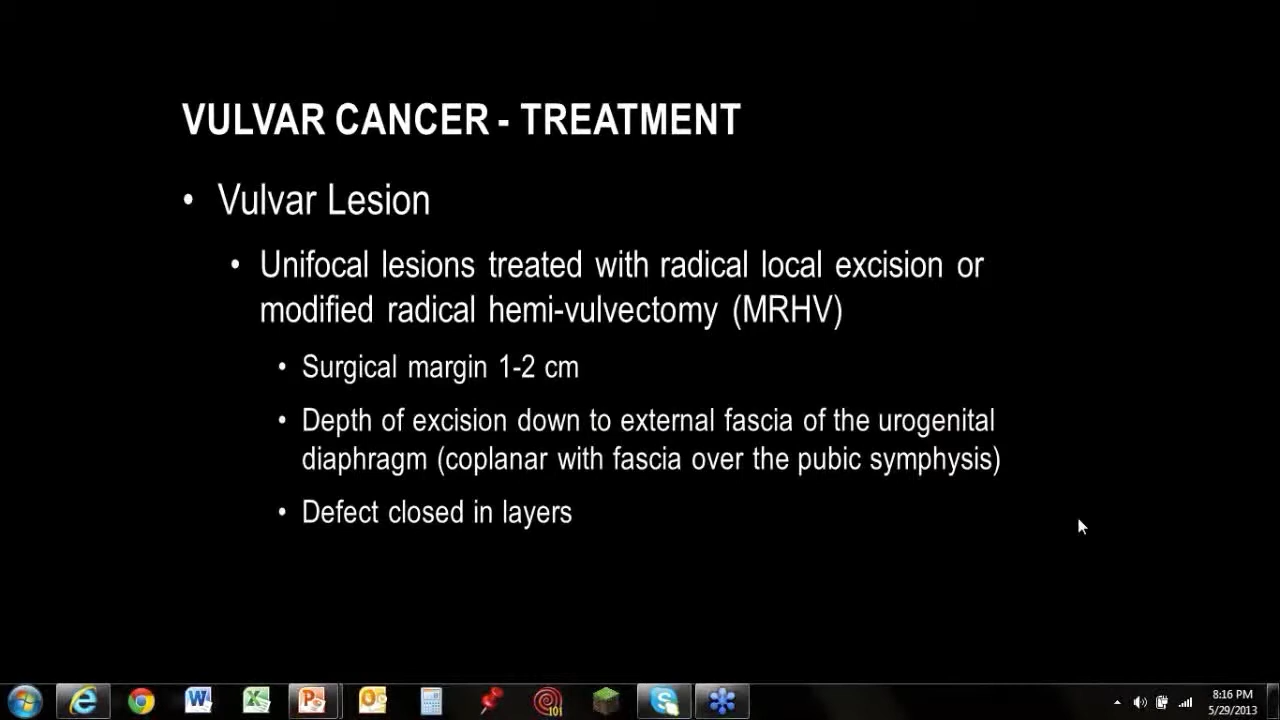 VULVAR CANCER - TREATMENT
• Vulvar Lesion
• Unifocal lesions treated with radical local excision or
modified radical hemi-vulvectomy (MRHV)
• Surgical margin 1-2 cm
• Depth of excision down to external fascia of the urogenital
diaphragm (coplanar with fascia over the pubic symphysis)
• Defect closed in layers
101
8:16 PM
5/29/2013